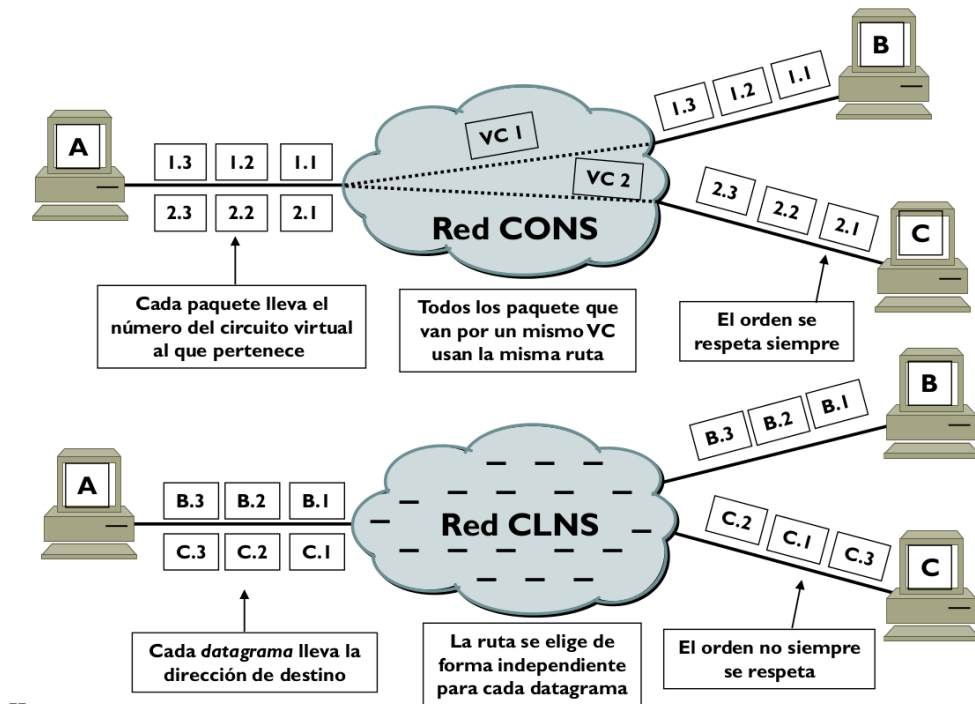 B
1.3 1.2 1.1
A
VC 1
1.3 1.2 1.1
VC 2
2.3 2.2 2.1
2.3 2.2 2.1
C
Red CONS
Cada paquete lleva el
número del circuito virtual
al que pertenece
Todos los paquete que
van por un mismo VC
usan la misma ruta
El orden se
respeta siempre
B
B.3 B.2 B.1
A
B.3 B.2 B.1
Red CLNS
C.3 C.2 C.1
C.2 C.1 C.3
C
Cada datagrama lleva la
dirección de destino
La ruta se elige de
forma independiente
para cada datagrama
El orden no siempre
se respeta